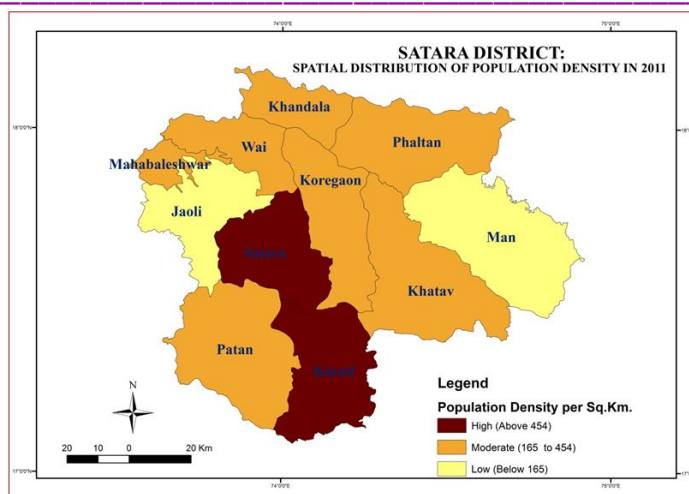 SATARA DISTRICT:
SPATIAL DISTRIBUTION OF POPULATION DENSITY IN 2011
74°0'0"E
75°0'0"E
18°0'0"N
Khandala
Phaltan
Wai
Mahabaleshwar
Koregaon
Jaoli
Man
Satara
Khatav
Patan
Karad
N
Legend
Population Density per Sq.Km.
High (Above 454)
Moderate (165 to 454)
Low (Below 165)
20 10 0 20 Km
17°0'0"N
74°0'0"E
75°0'0"E